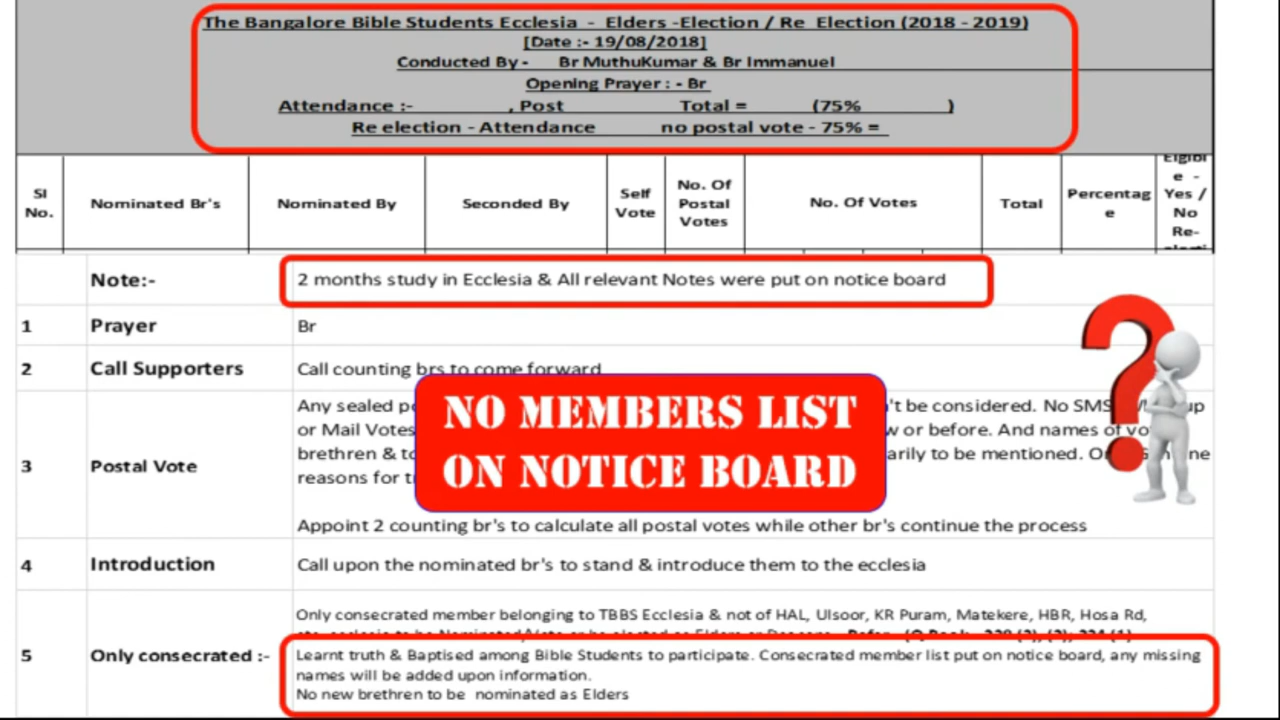 The Bangalore Bible Students Ecclesia - Elders -Election / Re Election (2018 - 2019)
[Date :- 19/08/2018]
Conducted By - Br MuthuKumar & Br Immanuel
Opening Prayer : - Br
Attendance :- , Post Total = (75% )
Re election - Attendance no postal vote - 75% =
Sl No.
Nominated Br's
Nominated By
Seconded By
Self Vote
No. Of Postal Votes
No. Of Votes
Total
Percentag e
e - Yes / No Re-
Note:- 2 months study in Ecclesia & All relevant Notes were put on notice board
1 Prayer Br
2 Call Supporters Call counting brs to come forward
3 Postal Vote
Any sealed 't be considered. No SMS up
or Mail Votes or before. And names of
brethren & to be mentioned.
reasons for
NO MEMBERS LIST
ON NOTICE BOARD
Appoint 2 counting br's to calculate all postal votes while other br's continue the process
4 Introduction Call upon the nominated br's to stand & introduce them to the ecclesia
5 Only consecrated :-
Only consecrated member belonging to TBBS Ecclesia & not of HAL, Ulsoor, KR Puram, Matekere, HBR, Hosa Rd,
Learnt truth & Baptised among Bible Students to participate. Consecrated member list put on notice board, any missing
names will be added upon information.
No new brethren to be nominated as Elders